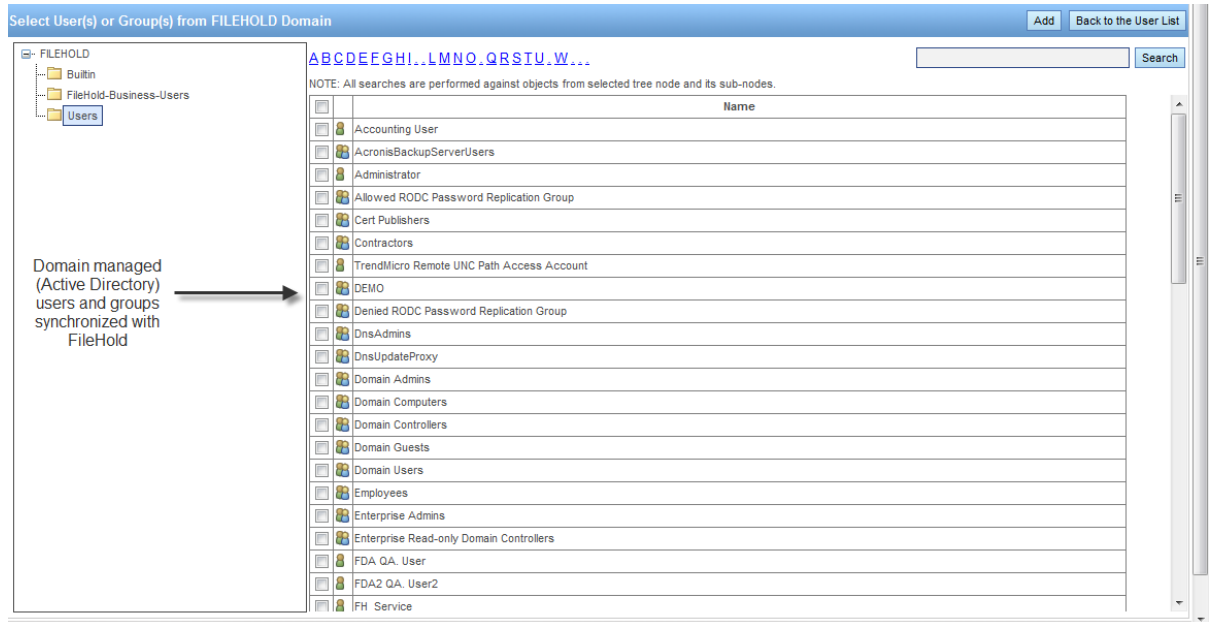 Select User(s) or Group(s) from FILEHOLD Domain
Add
Back to the User List
FILEHOLD
Builtin
FileHold-Business-Users
Users
A B C D E F G H I . . L M N O . Q R S T U . W . . .
Search
NOTE: All searches are performed against objects from selected tree node and its sub-nodes.
Name
Accounting User
AcronisBackupServerUsers
Administrator
Allowed RODC Password Replication Group
Cert Publishers
Contractors
TrendMicro Remote UNC Path Access Account
DEMO
Denied RODC Password Replication Group
DnsAdmins
DnsUpdateProxy
Domain Admins
Domain Computers
Domain Controllers
Domain Guests
Domain Users
Employees
Enterprise Admins
Enterprise Read-only Domain Controllers
FDA QA. User
FDA2 QA. User2
FH_Service
Domain managed
(Active Directory)
users and groups
synchronized with
FileHold